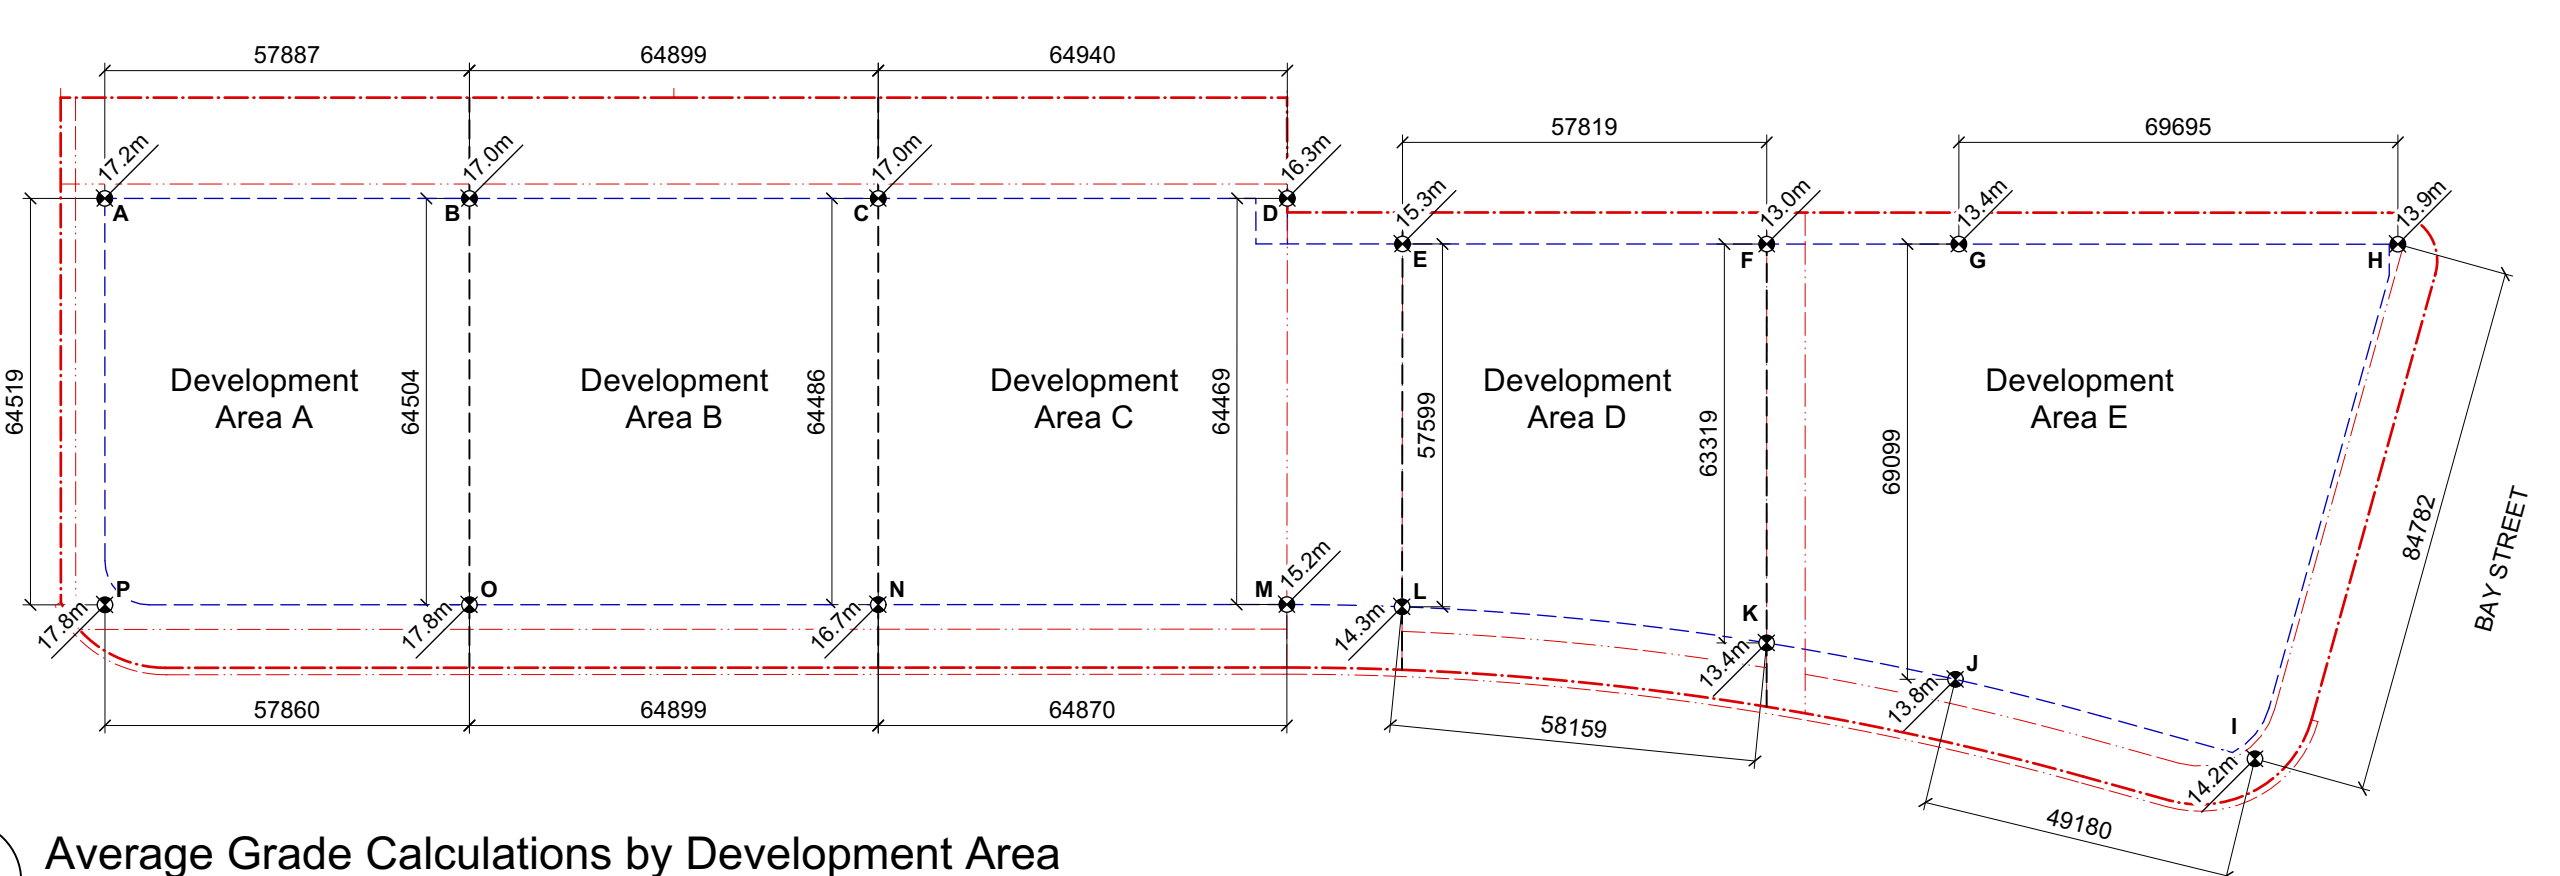 57887
64899
64940
57819
69695
17.2m
17.0m
17.0m
16.3m
15.3m
13.0m
13.4m
13.9m
A
B
C
D
E
F
G
H
64519
Development
Area A
64504
Development
Area B
64486
Development
Area C
64469
57599
Development
Area D
63319
69099
Development
Area E
84782
BAY STREET
P
O
N
M
L
K
J
I
17.8m
17.8m
16.7m
15.2m
14.3m
13.4m
13.8m
14.2m
57860
64899
64870
58159
49180
Average Grade Calculations by Development Area